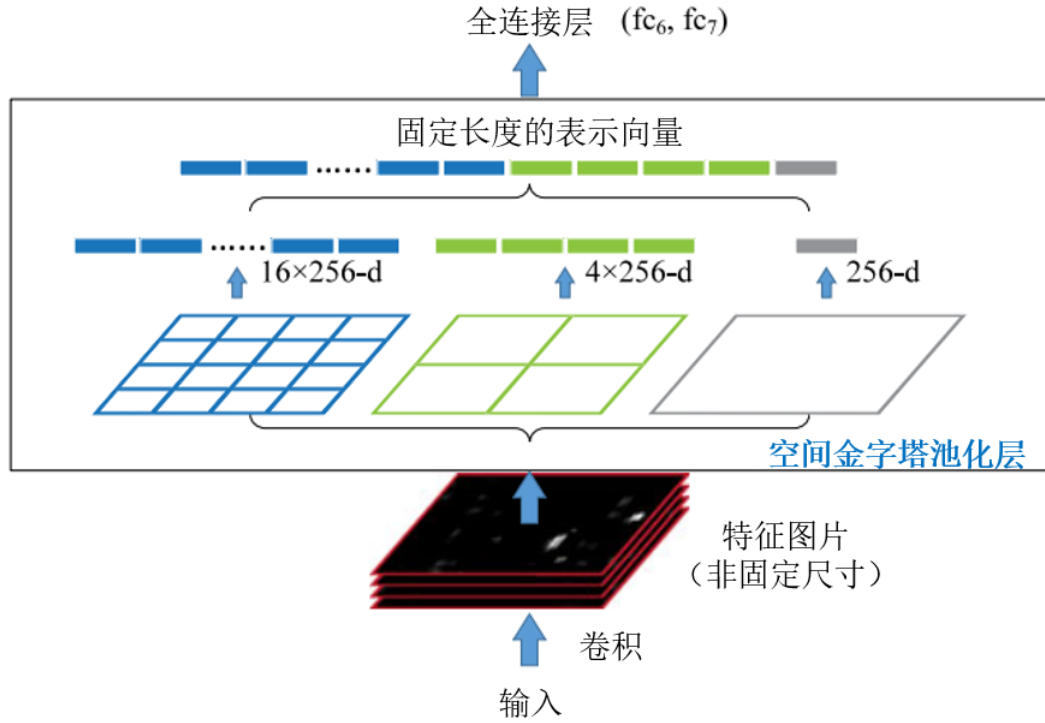 全连接层 (fc₆, fc₇)
固定长度的表示向量
16×256-d
4×256-d
256-d
空间金字塔池化层
特征图片
（非固定尺寸）
卷积
输入